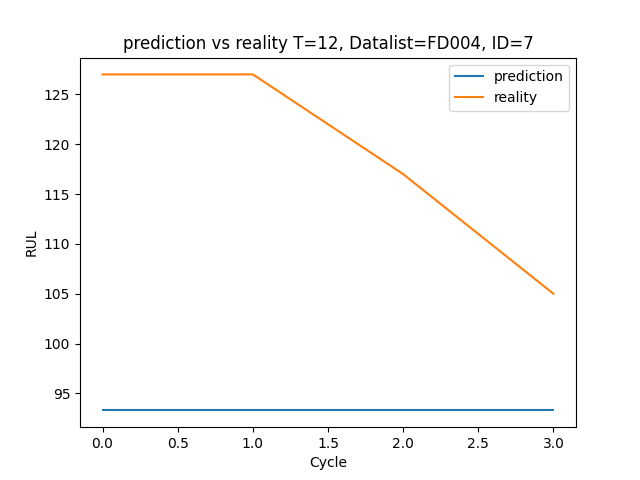 prediction vs reality T=12, Datalist=FD004, ID=7
prediction
reality
125
120
115
110
105
100
95
RUL
0.0 0.5 1.0 1.5 2.0 2.5 3.0
Cycle